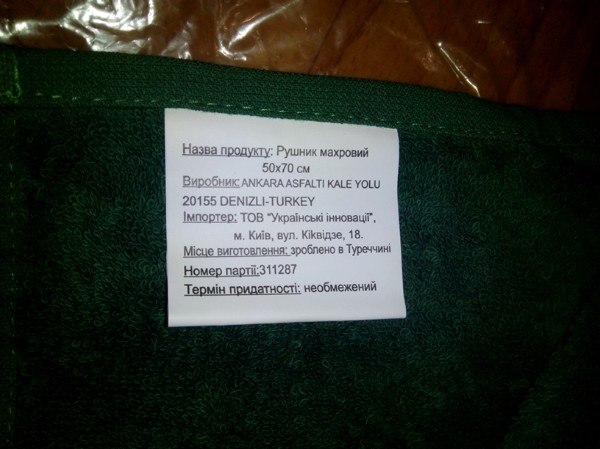 Назва продукту: Рушник махровий
50х70 см
Виробник: ANKARA ASFALTI KALE YOLU
20155 DENIZLI-TURKEY
Імпортер: ТОВ "Українські інновації",
м. Київ, вул. Кіквідзе, 18.
Місце виготовлення: зроблено в Туреччині
Номер партії:311287
Термін придатності: необмежений